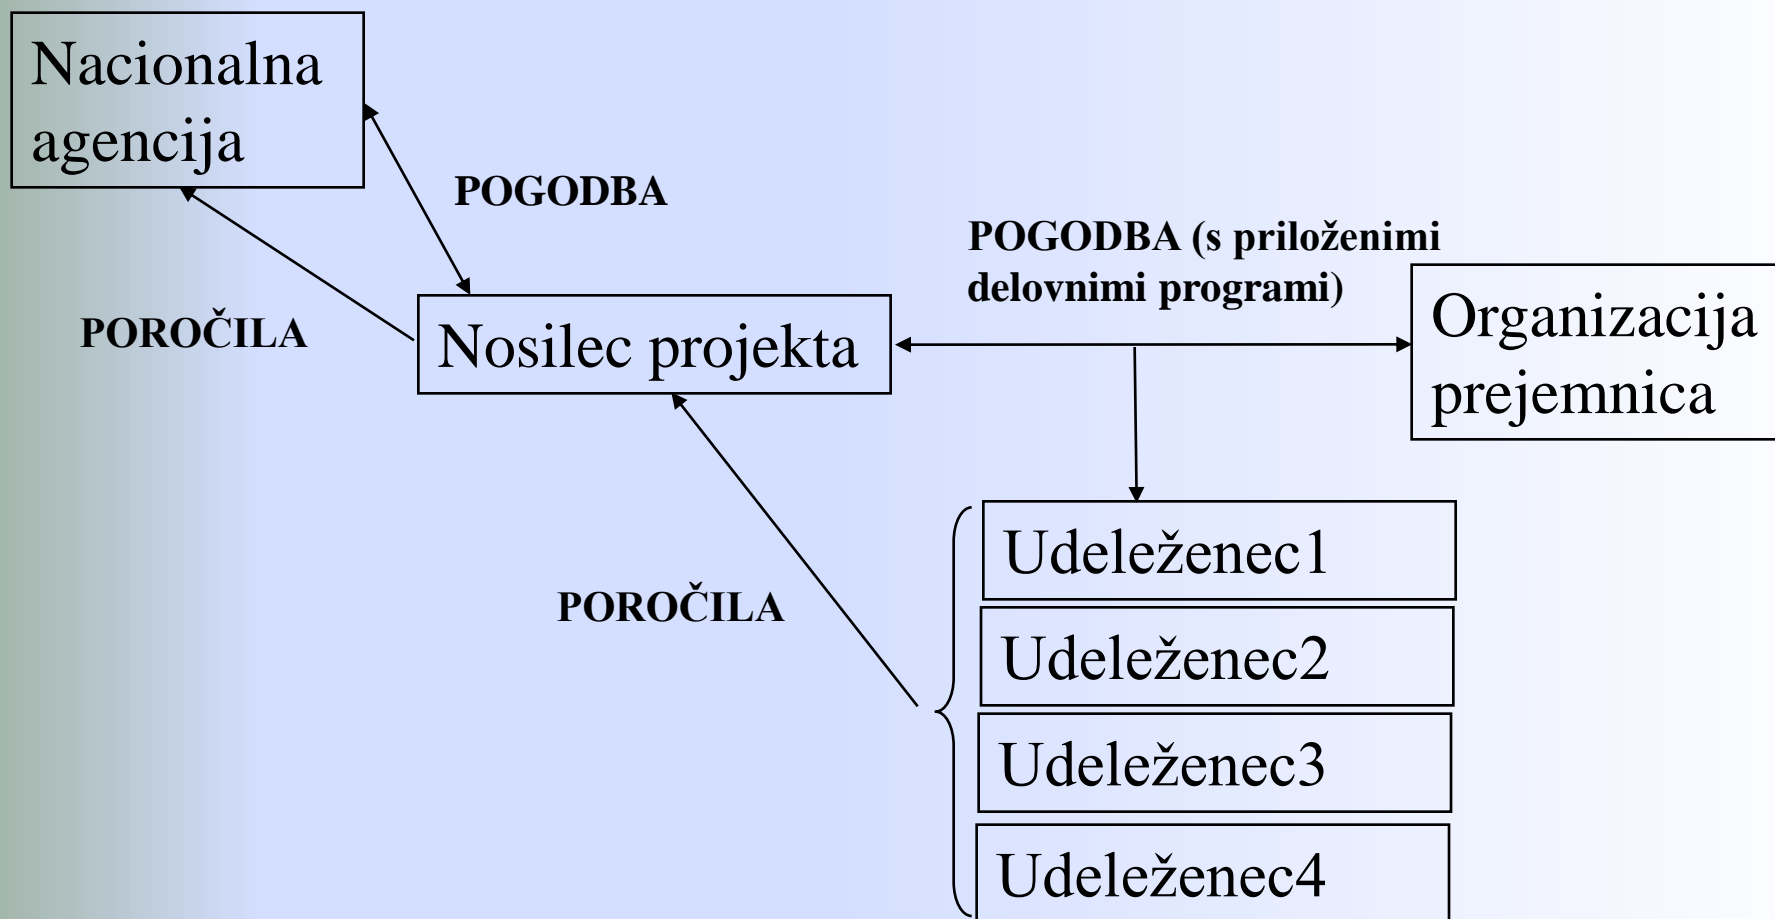 Nacionalna
agencija
POGODBA
POGODBA (s priloženimi
delovnimi programi)
POROČILA
Nosilec projekta
Organizacija
prejemnica
Udeleženec1
POROČILA
Udeleženec2
Udeleženec3
Udeleženec4